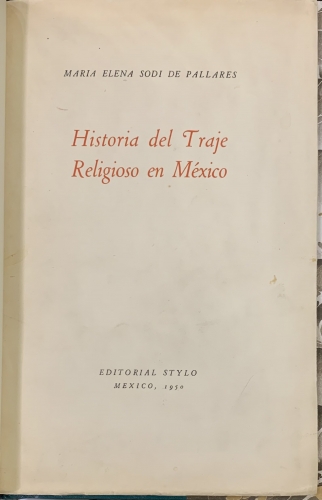 MARIA ELENA SODI DE PALLARES
Historia del Traje
Religioso en México
EDITORIAL STYLO
MEXICO, 1950